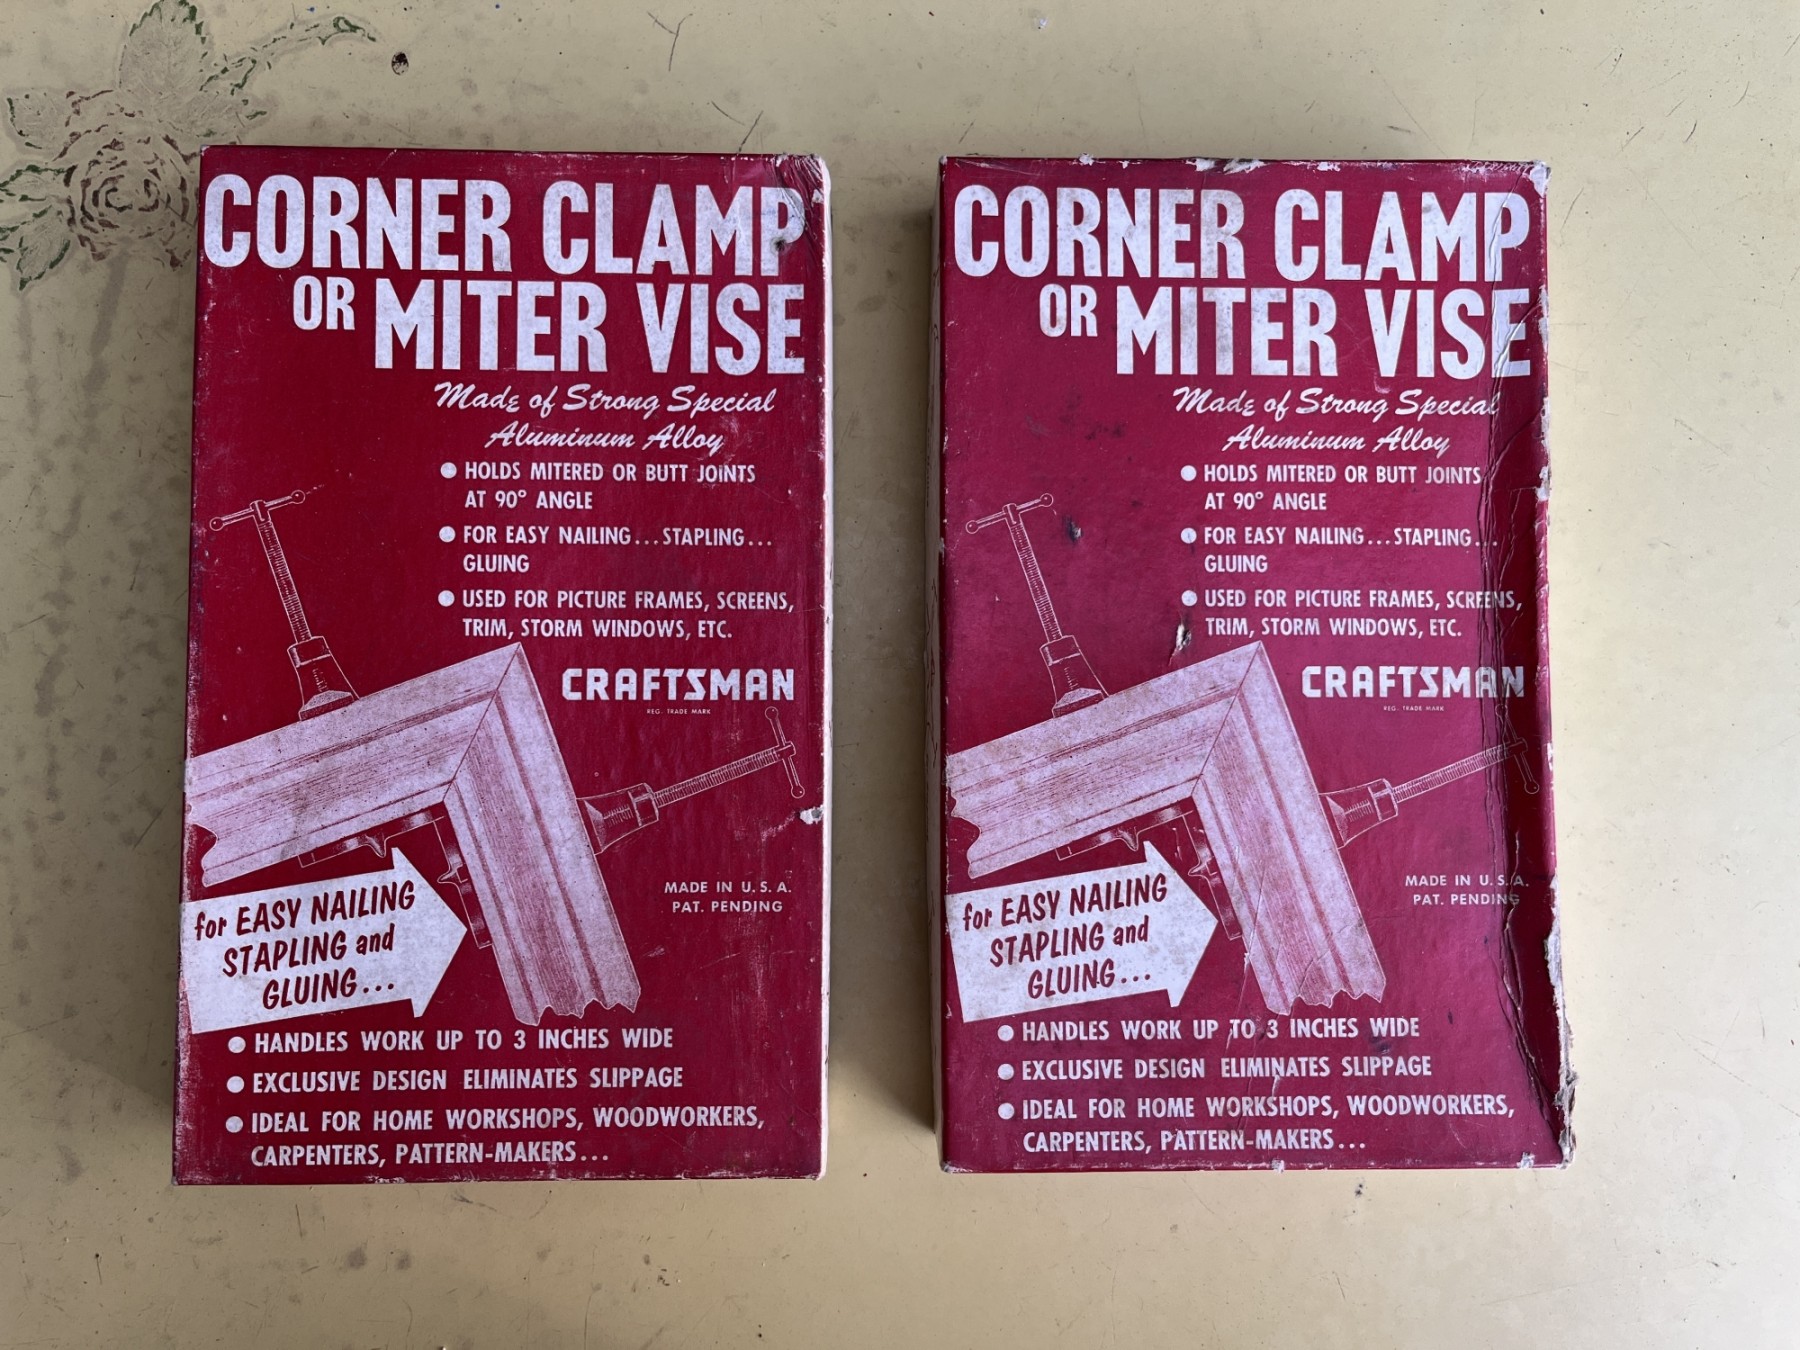 CORNER CLAMP
OR MITER VISE
Made of Strong Special
Aluminum Alloy
HOLDS MITERED OR BUTT JOINTS
AT 90° ANGLE
FOR EASY NAILING...STAPLING...
GLUING
USED FOR PICTURE FRAMES, SCREENS,
TRIM, STORM WINDOWS, ETC.
CRAFTSMAN
REG. TRADE MARK
MADE IN U.S.A.
PAT. PENDING
for EASY NAILING
STAPLING and
GLUING...
HANDLES WORK UP TO 3 INCHES WIDE
EXCLUSIVE DESIGN ELIMINATES SLIPPAGE
IDEAL FOR HOME WORKSHOPS, WOODWORKERS,
CARPENTERS, PATTERN-MAKERS...
CORNER CLAMP
OR MITER VISE
Made of Strong Special
Aluminum Alloy
HOLDS MITERED OR BUTT JOINTS
AT 90° ANGLE
FOR EASY NAILING...STAPLING...
GLUING
USED FOR PICTURE FRAMES, SCREENS,
TRIM, STORM WINDOWS, ETC.
CRAFTSMAN
REG. TRADE MARK
MADE IN U.S.A.
PAT. PENDING
for EASY NAILING
STAPLING and
GLUING...
HANDLES WORK UP TO 3 INCHES WIDE
EXCLUSIVE DESIGN ELIMINATES SLIPPAGE
IDEAL FOR HOME WORKSHOPS, WOODWORKERS,
CARPENTERS, PATTERN-MAKERS...